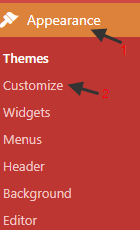 Appearance
1
Themes
Customize
2
Widgets
Menus
Header
Background
Editor